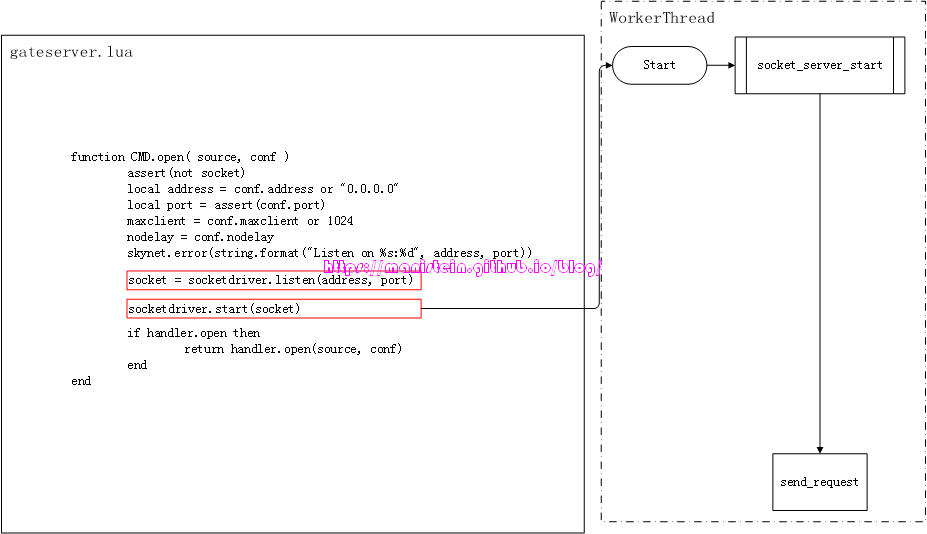 WorkerThread
gateserver.lua
Start
socket_server_start
function CMD.open( source, conf )
assert(not socket)
local address = conf.address or "0.0.0.0"
local port = assert(conf.port)
maxclient = conf.maxclient or 1024
nodelay = conf.nodelay
skynet.error(string.format("Listen on %s:%d", address, port))
https://manistein.github.io/blog/
socket = socketdriver.listen(address, port)
socketdriver.start(socket)
if handler.open then
return handler.open(source, conf)
end
end
send_request